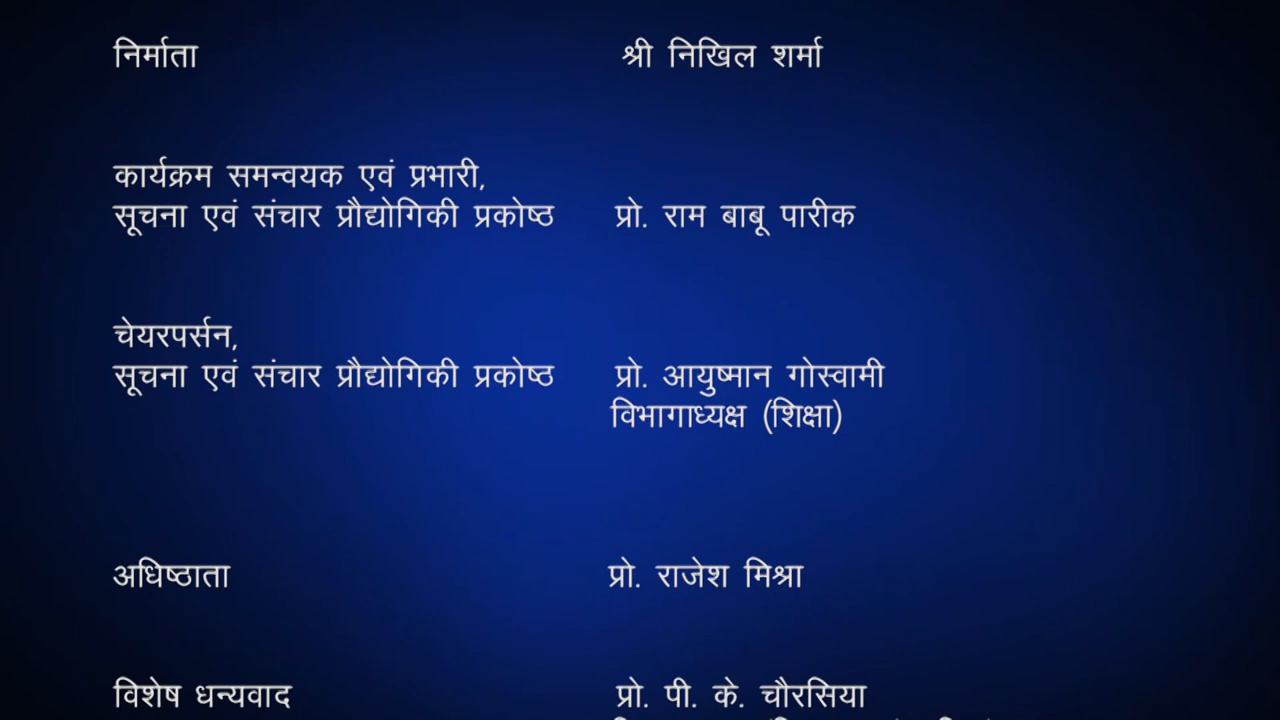 निर्माता श्री निखिल शर्मा
कार्यक्रम समन्वयक एवं प्रभारी,
सूचना एवं संचार प्रौद्योगिकी प्रकोष्ठ प्रो. राम बाबू पारीक
चेयरपर्सन,
सूचना एवं संचार प्रौद्योगिकी प्रकोष्ठ प्रो. आयुष्मान गोस्वामी
विभागाध्यक्ष (शिक्षा)
अधिष्ठाता प्रो. राजेश मिश्रा
विशेष धन्यवाद प्रो. पी. के. चौरसिया